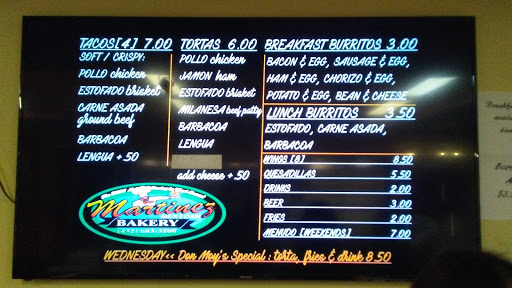 TACOS[4] 7.00
SOFT / CRISPY:
POLLO chicken
ESTOFADO brisket
CARNE ASADA
ground beef
BARBACOA
LENGUA +.50
TORTAS 6.00
POLLO chicken
JAMON ham
ESTOFADO brisket
MILANESA beef patty
BARBACOA
LENGUA
add cheese +.50
BREAKFAST BURRITOS 3.00
BACON & EGG, SAUSAGE & EGG,
HAM & EGG, CHORIZO & EGG,
POTATO & EGG, BEAN & CHEESE
LUNCH BURRITOS 3.50
ESTOFADO, CARNE ASADA,
BARBACOA
WINGS [8] 8.50
QUESADILLAS 5.50
DRINKS 2.00
BEER 3.00
FRIES 2.00
MENUDO [WEEKENDS] 7.00
Martinez
BAKERY
WEDNESDAY<< Don Moy's Special : torta, fries & drink 8.50